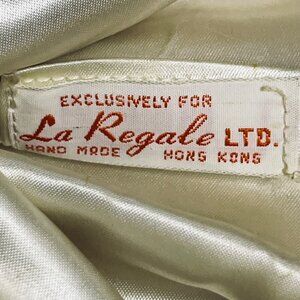 EXCLUSIVELY FOR
La Regale LTD.
HAND MADE HONG KONG